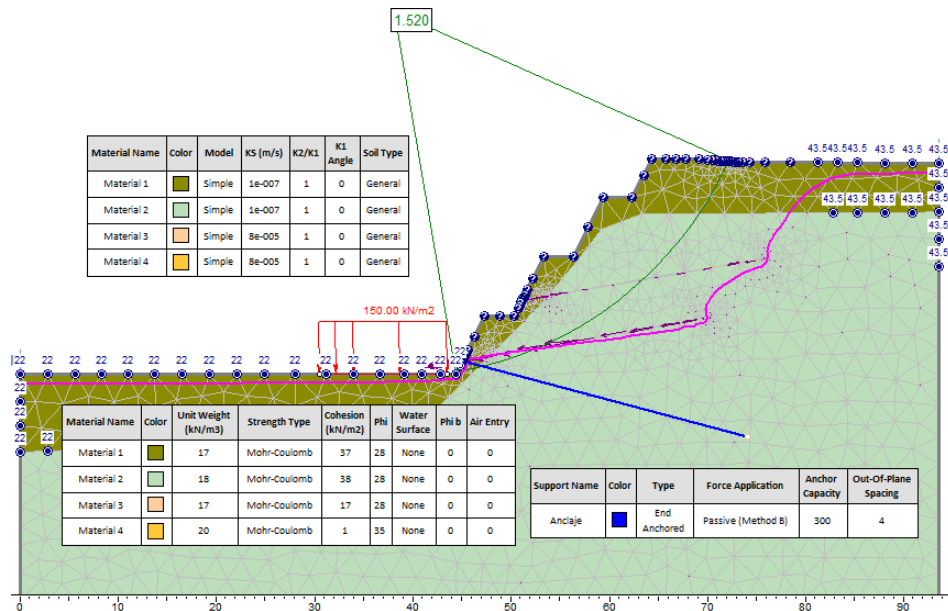 1.520
Material Name Color Model KS (m/s) K2/K1 K1 Angle Soil Type
Material 1 Simple 1e-007 1 0 General
Material 2 Simple 1e-007 1 0 General
Material 3 Simple 8e-005 1 0 General
Material 4 Simple 8e-005 1 0 General
43.5 43.5 43.5 43.5 43.5 43.5
43.5
43.5 43.5 43.5 43.5 43.5
43.5
43.5
150.00 kN/m2
22 22 22 22 22 22 22 22 22 22 22 22 22 22 22 22
22
22
22 22
Material Name Color Unit Weight (kN/m3) Strength Type Cohesion (kN/m2) Phi Water Surface Phi b Air Entry
Material 1 17 Mohr-Coulomb 37 28 None 0 0
Material 2 18 Mohr-Coulomb 38 28 None 0 0
Material 3 17 Mohr-Coulomb 17 28 None 0 0
Material 4 20 Mohr-Coulomb 1 35 None 0 0
Support Name Color Type Force Application Anchor Capacity Out-Of-Plane Spacing
Anclaje End Anchored Passive (Method B) 300 4
0 10 20 30 40 50 60 70 80 90